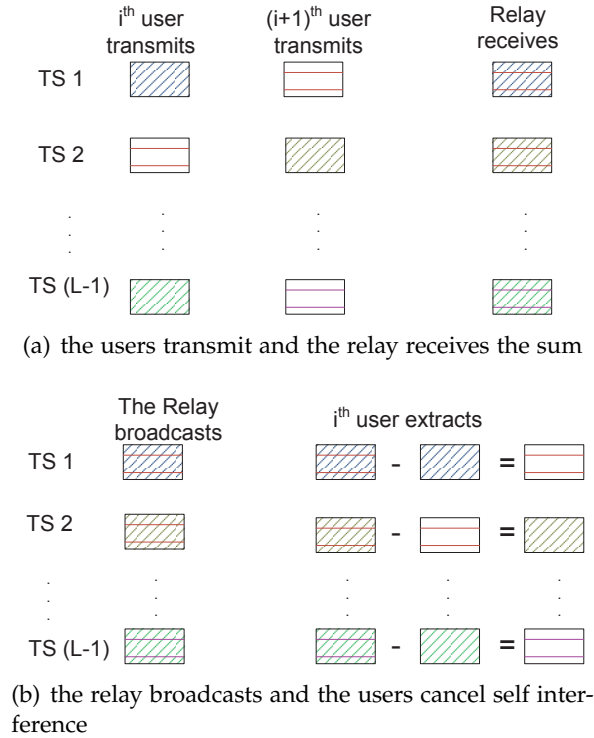 i^th user transmits
(i+1)^th user transmits
Relay receives
TS 1
TS 2
. . . .
. . . .
. . . .
TS (L-1)
(a) the users transmit and the relay receives the sum
The Relay broadcasts
i^th user extracts
TS 1
- =
TS 2
- =
. . . . .
. . . . .
. . . . .
TS (L-1)
- =
(b) the relay broadcasts and the users cancel self inter-
ference